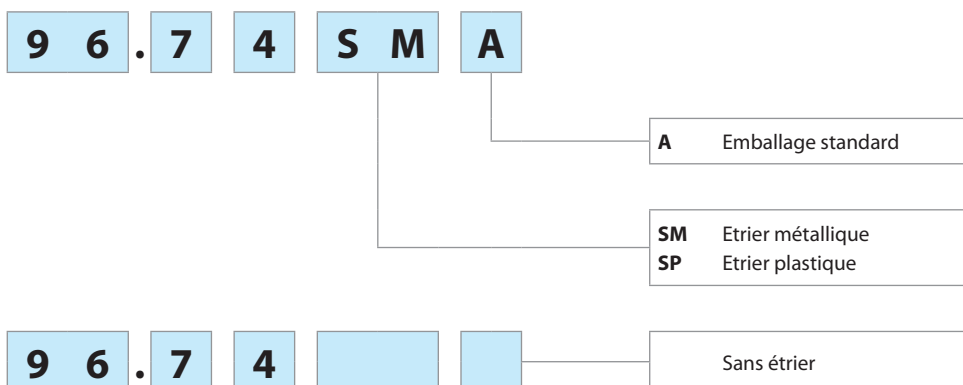 9 6 . 7 4 S M A
A Emballage standard
SM Etrier métallique
SP Etrier plastique
9 6 . 7 4
Sans étrier